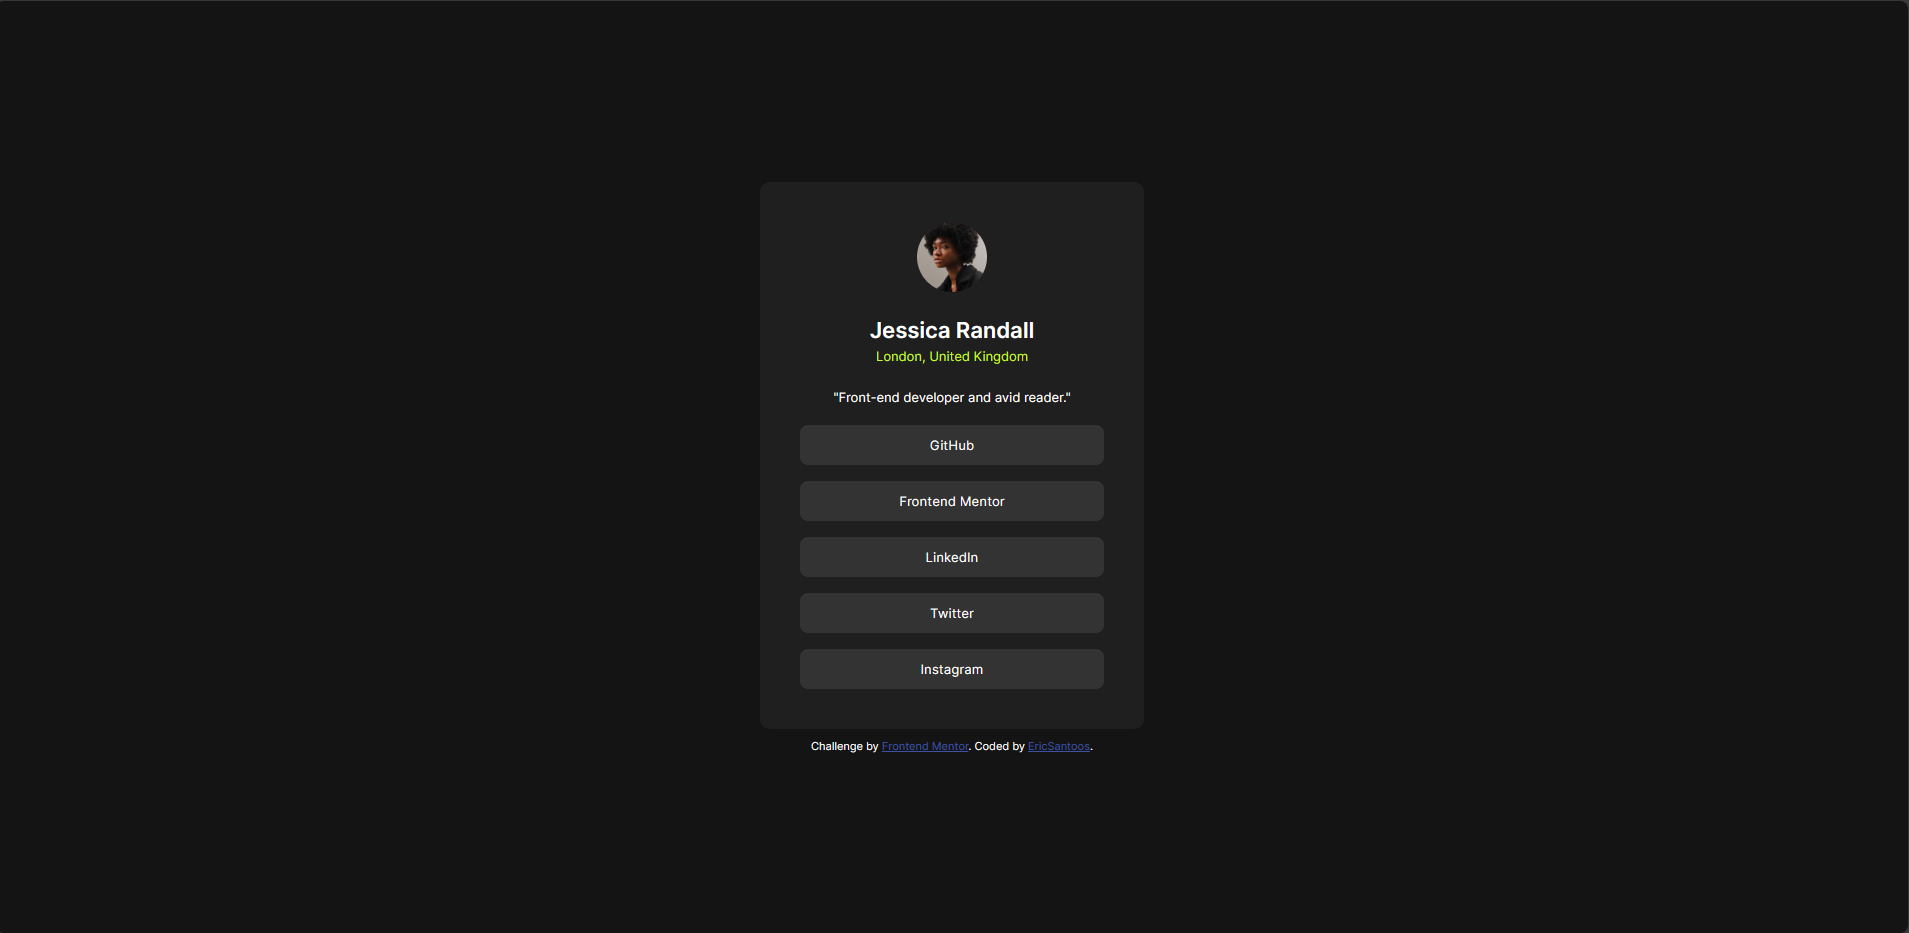 Jessica Randall
London, United Kingdom
"Front-end developer and avid reader."
GitHub
Frontend Mentor
LinkedIn
Twitter
Instagram
Challenge by Frontend Mentor. Coded by EricSantoos.